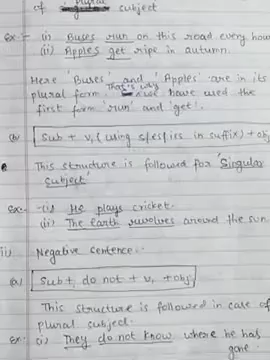 of plural subject
Ex:- (i) Buses run on this road every hour
(ii) Apples get ripe in autumn.
Here 'Buses' and 'Apples' are in its
plural form That's why we have used the
first form 'run' and 'get'.
(b) Sub + V₁ (using s/es/ies in suffix) + ob
This structure is followed for 'Singular
Subject'
Ex:- (i) He plays cricket.
(ii) The Earth revolves around the sun
ii) Negative sentence:-
(a) Sub + do not + V₁ + obj
This structure is followed in case of
plural subject.
Ex: (i) They do not know where he has
gone.